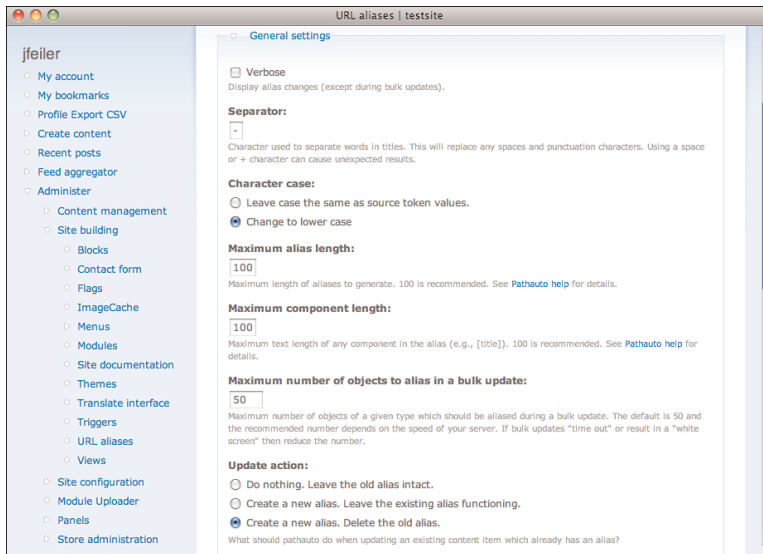 URL aliases | testsite
jfeiler
My account
My bookmarks
Profile Export CSV
Create content
Recent posts
Feed aggregator
Administer
Content management
Site building
Blocks
Contact form
Flags
ImageCache
Menus
Modules
Site documentation
Themes
Translate interface
Triggers
URL aliases
Views
Site configuration
Module Uploader
Panels
Store administration
General settings
Verbose
Display alias changes (except during bulk updates).
Separator:
-
Character used to separate words in titles. This will replace any spaces and punctuation characters. Using a space
or + character can cause unexpected results.
Character case:
Leave case the same as source token values.
Change to lower case
Maximum alias length:
100
Maximum length of aliases to generate. 100 is recommended. See Pathauto help for details.
Maximum component length:
100
Maximum text length of any component in the alias (e.g., [title]). 100 is recommended. See Pathauto help for
details.
Maximum number of objects to alias in a bulk update:
50
Maximum number of objects of a given type which should be aliased during a bulk update. The default is 50 and
the recommended number depends on the speed of your server. If bulk updates "time out" or result in a "white
screen" then reduce the number.
Update action:
Do nothing. Leave the old alias intact.
Create a new alias. Leave the existing alias functioning.
Create a new alias. Delete the old alias.
What should pathauto do when updating an existing content item which already has an alias?